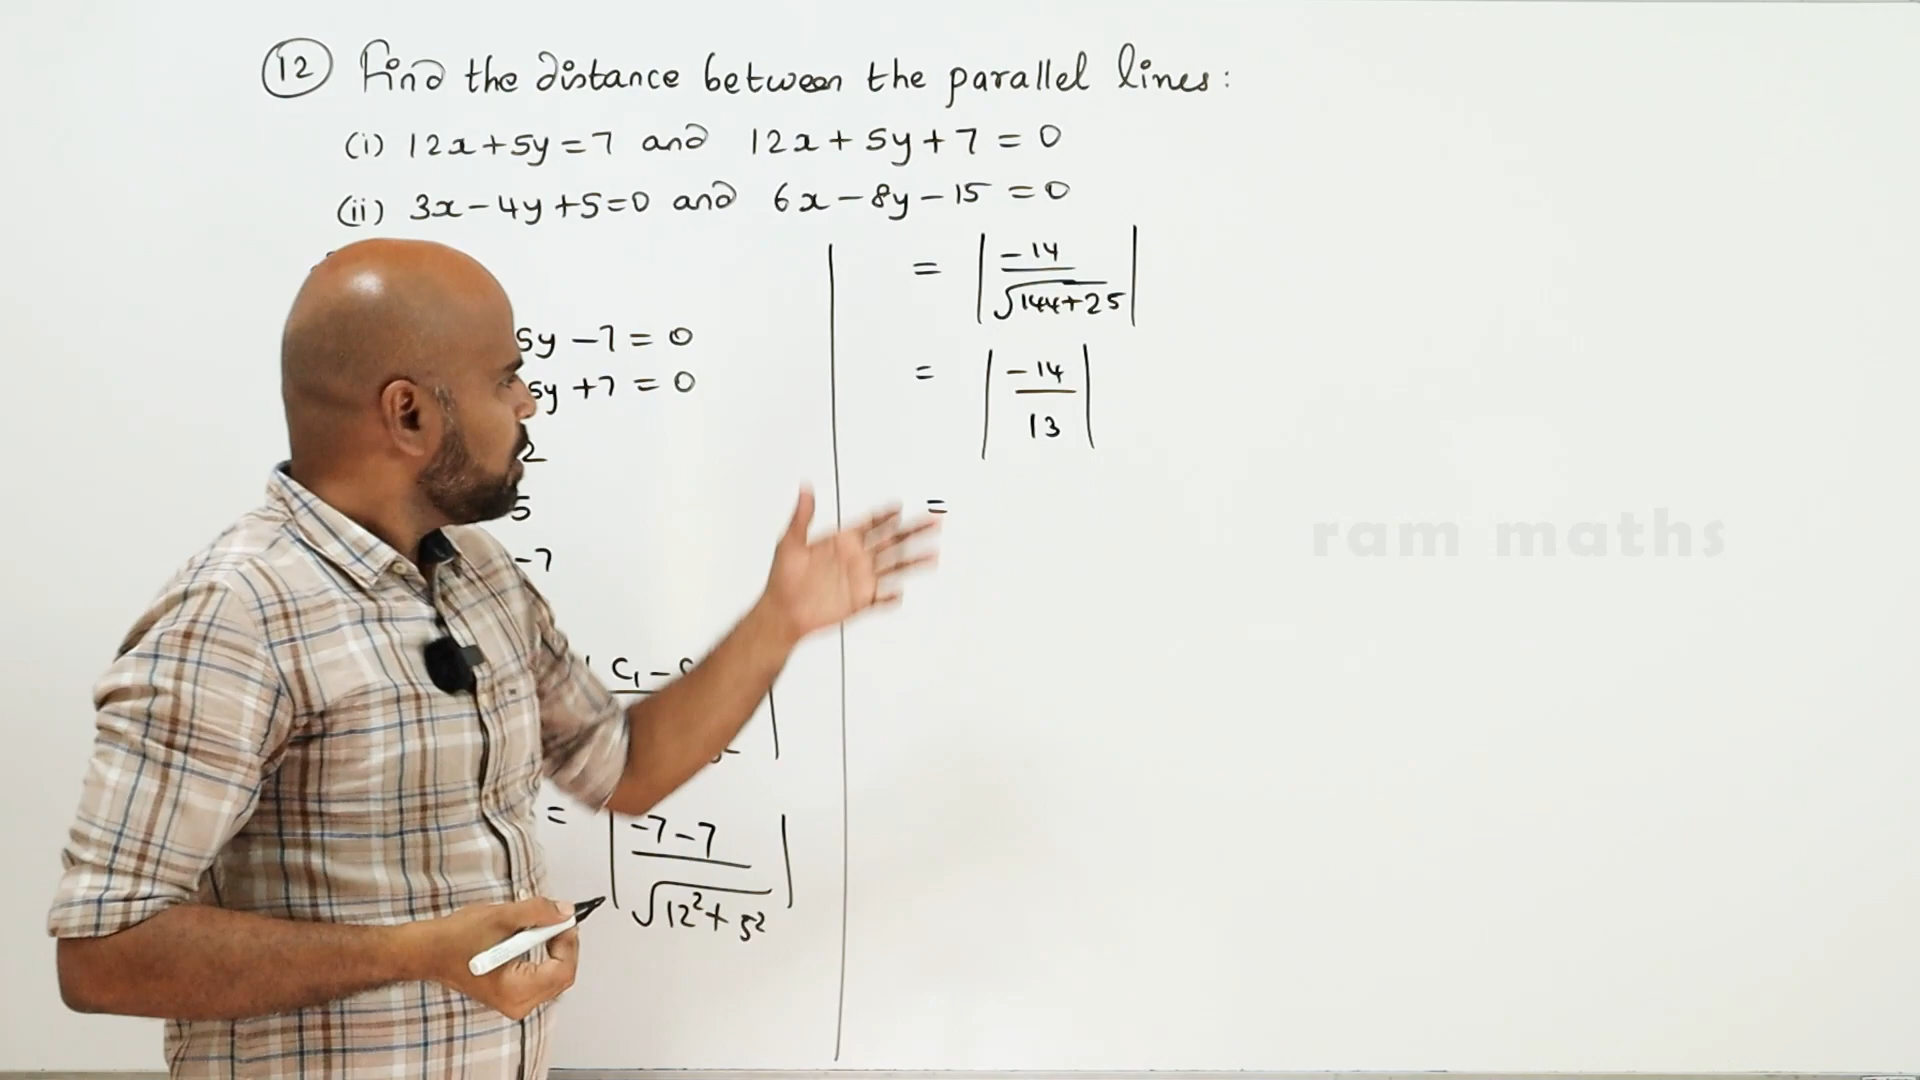 12 Find the distance between the parallel lines:
(i) 12x+5y=7 and 12x+5y+7=0
(ii) 3x-4y+5=0 and 6x-8y-15=0
5y-7=0
5y+7=0
2
5
-7
C₁-
= |-7-7
√12²+5²|
= |-14
√144+25|
= |-14
13|
=
ram maths